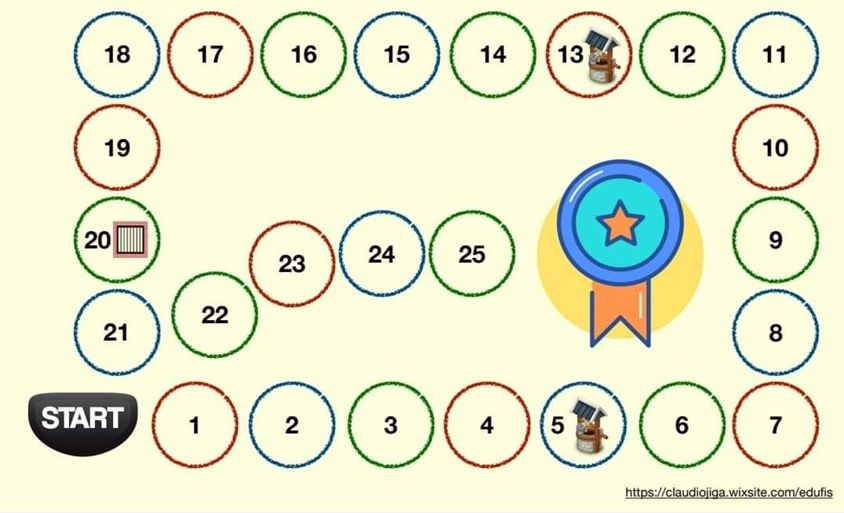 18 17 16 15 14 13 12 11
19 10
20 23 24 25 9
22
21 8
START 1 2 3 4 5 6 7
https://claudiojiga.wixsite.com/edufis